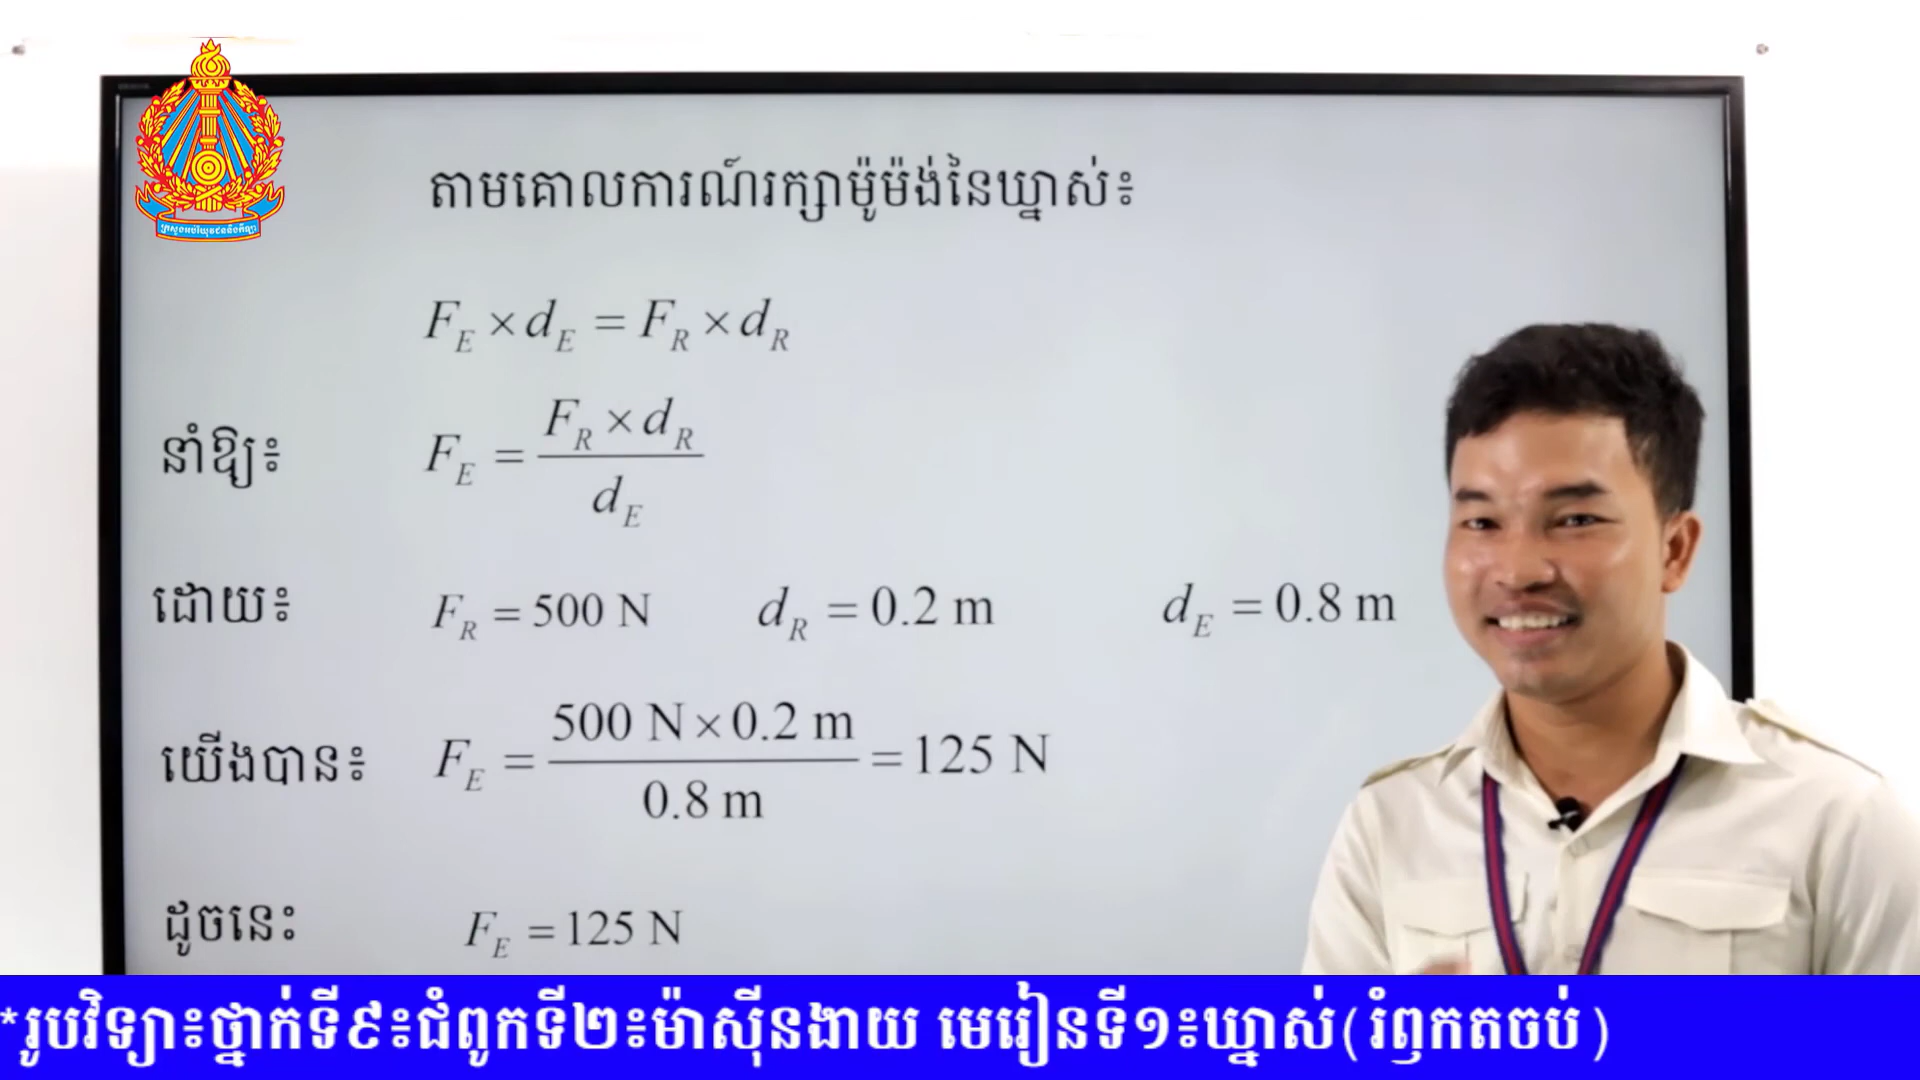 តាមគោលការណ៍រក្សាម៉ូម៉ង់នៃឃ្នាស់៖
F_E × d_E = F_R × d_R
នាំឱ្យ៖ F_E = (F_R × d_R) / d_E
ដោយ៖ F_R = 500 N d_R = 0.2 m d_E = 0.8 m
យើងបាន៖ F_E = (500 N × 0.2 m) / 0.8 m = 125 N
ដូចនេះ F_E = 125 N
*រូបវិទ្យា៖ថ្នាក់ទី៩៖ជំពូកទី២៖ម៉ាស៊ីនងាយ មេរៀនទី១៖ឃ្នាស់(រំឭកតចប់)